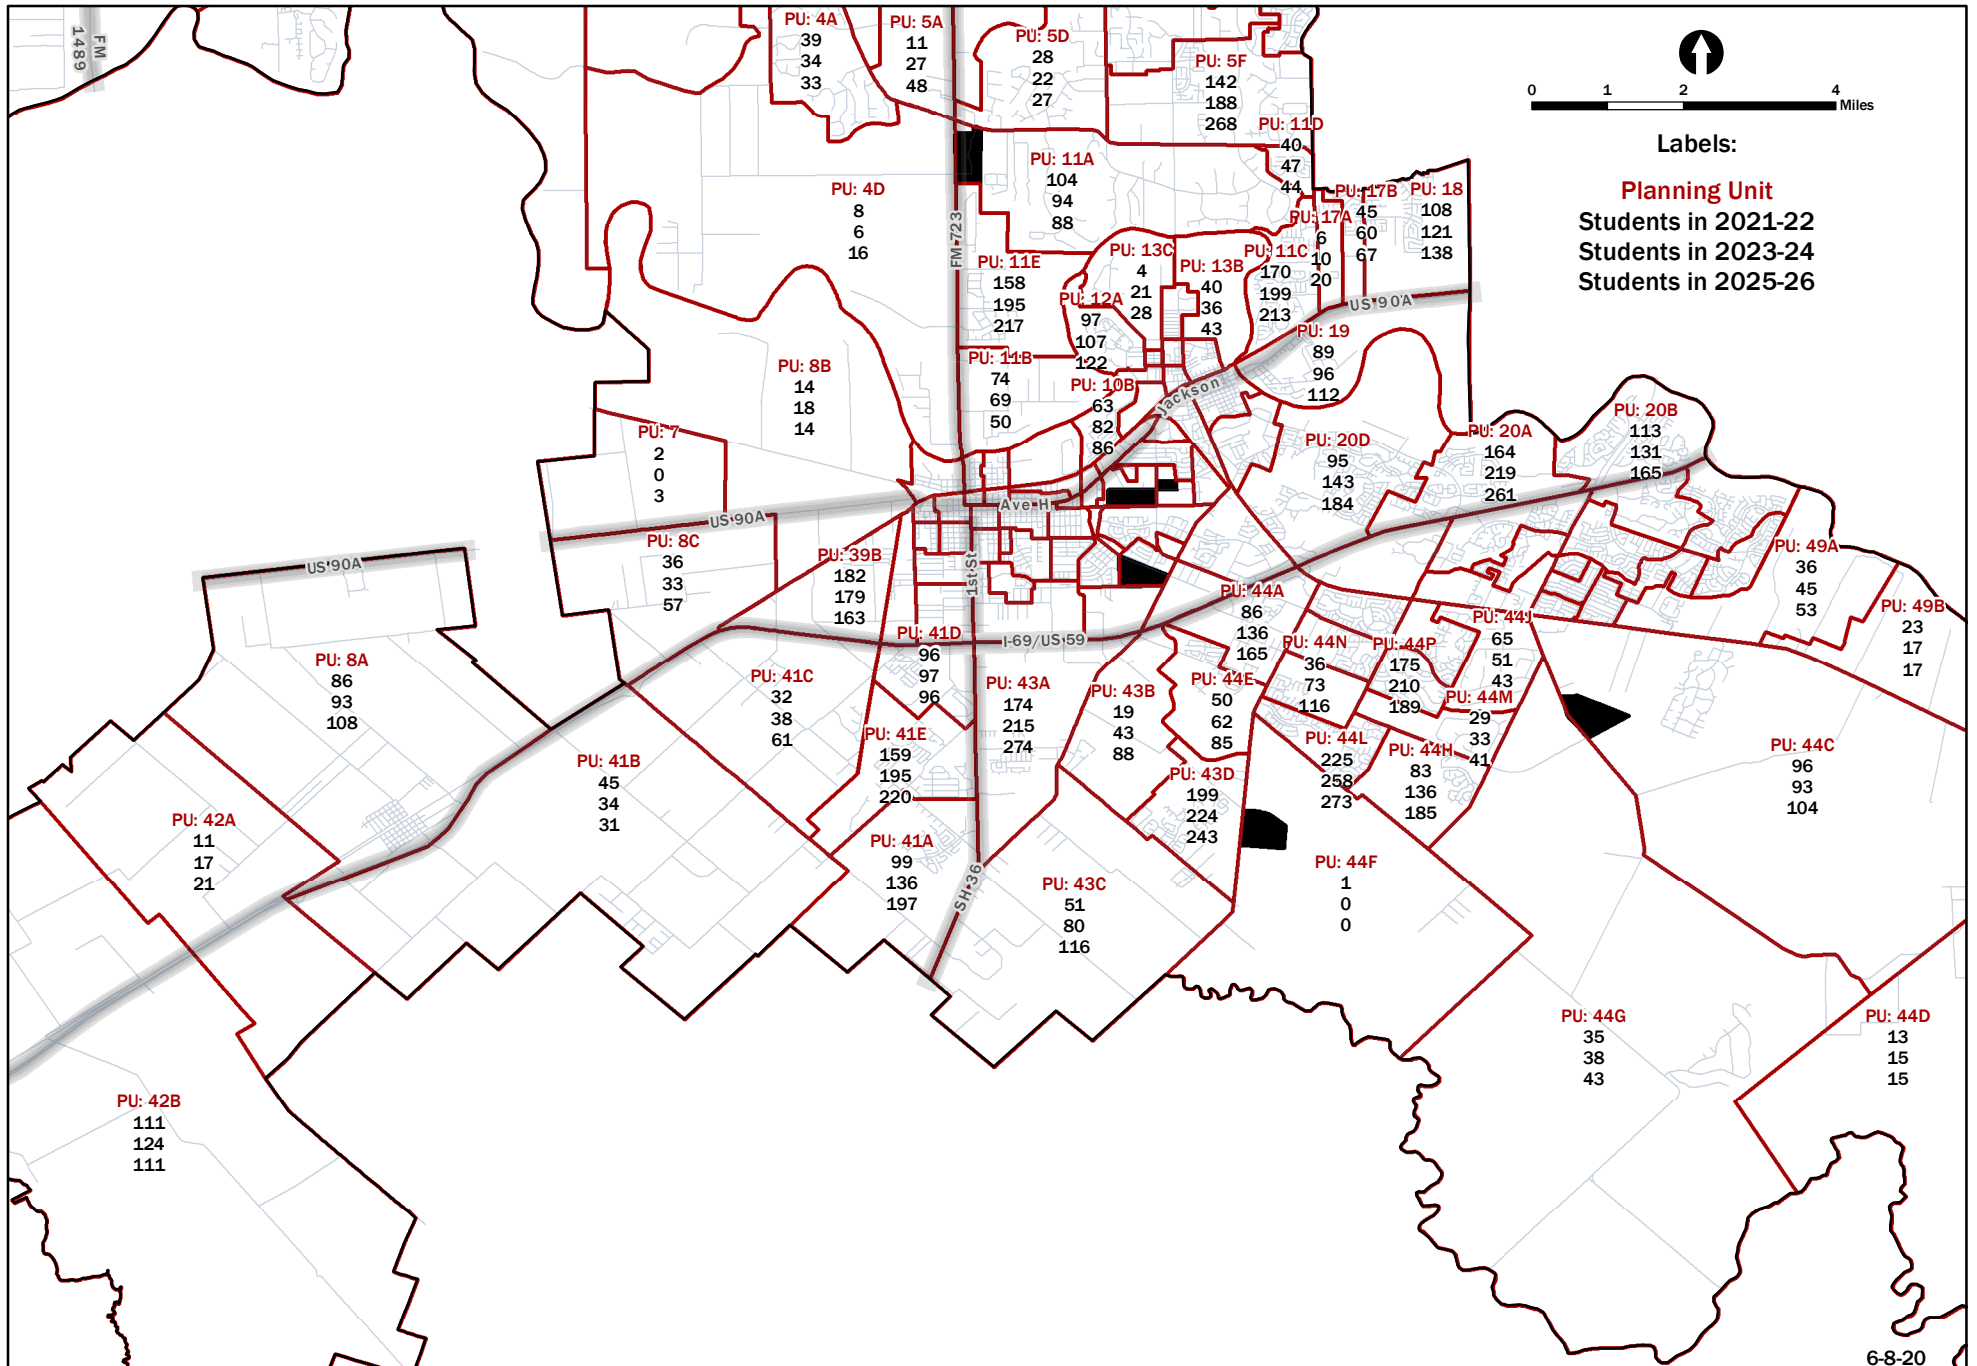 FM
1489
PU: 4A
39
34
33
PU: 5A
11
27
48
PU: 5D
28
22
27
PU: 5F
142
188
268
0 1 2 4
Miles
Labels:
Planning Unit
Students in 2021-22
Students in 2023-24
Students in 2025-26
PU: 11D
40
47
44
PU: 11A
104
94
88
PU: 4D
8
6
16
FM 723
PU: 17B
45
60
67
PU: 18
108
121
138
PU: 17A
6
10
20
PU: 11E
158
195
217
PU: 13C
4
21
28
PU: 13B
40
36
43
PU: 11C
170
199
213
US 90A
PU: 12A
97
107
122
PU: 19
89
96
112
PU: 8B
14
18
14
PU: 11B
74
69
50
PU: 10B
63
82
86
Jackson
PU: 7
2
0
3
PU: 20D
95
143
184
PU: 20A
164
219
261
PU: 20B
113
131
165
US 90A
Ave H
US 90A
PU: 8C
36
33
57
PU: 39B
182
179
163
1st St
PU: 49A
36
45
53
PU: 49B
23
17
17
PU: 44A
86
136
165
I-69/US 59
PU: 41D
96
97
96
PU: 44J
65
51
43
PU: 44N
36
73
116
PU: 44P
175
210
189
PU: 8A
86
93
108
PU: 41C
32
38
61
PU: 43A
174
215
274
PU: 43B
19
43
88
PU: 44E
50
62
85
PU: 44M
29
33
41
PU: 41E
159
195
220
PU: 44L
225
258
273
PU: 44H
83
136
185
PU: 44C
96
93
104
PU: 41B
45
34
31
PU: 43D
199
224
243
PU: 42A
11
17
21
PU: 41A
99
136
197
SH 36
PU: 43C
51
80
116
PU: 44F
1
0
0
PU: 44G
35
38
43
PU: 44D
13
15
15
PU: 42B
111
124
111
6-8-20